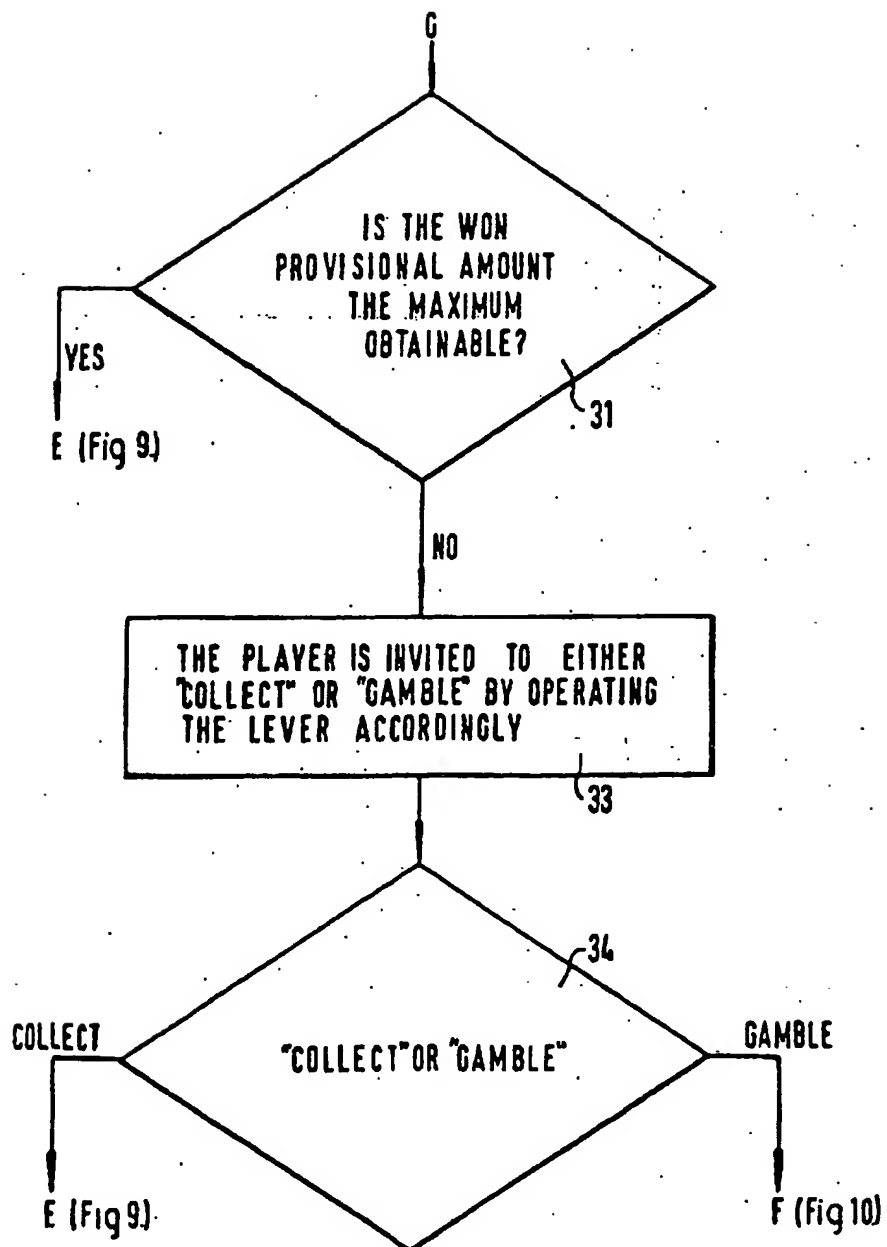 G
IS THE WON
PROVISIONAL AMOUNT
THE MAXIMUM
OBTAINABLE?
YES
31
E (Fig 9.)
NO
THE PLAYER IS INVITED TO EITHER
"COLLECT" OR "GAMBLE" BY OPERATING
THE LEVER ACCORDINGLY
33
34
COLLECT
"COLLECT" OR "GAMBLE"
GAMBLE
E (Fig 9.)
F (Fig 10)